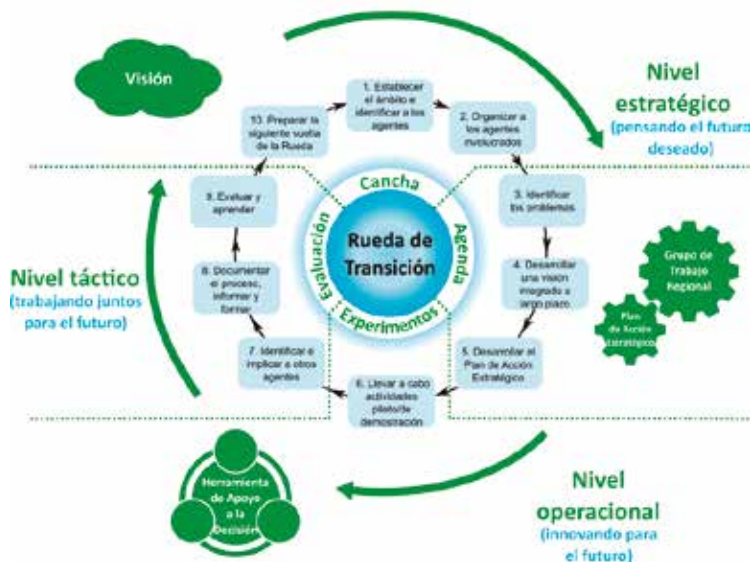 Visión
Nivel
estratégico
(pensando el futuro
deseado)
1. Establecer
el ámbito e
identificar a los
agentes
2. Organizar a
los agentes
involucrados
3. Identificar
los problemas
4. Desarrollar
una visión
integrada a
largo plazo
5. Desarrollar el
Plan de Acción
Estratégico
6. Llevar a cabo
actividades
piloto/de
demostración
7. Identificar e
implicar a otros
agentes
8. Documentar
el proceso,
informar y
formar
9. Evaluar y
aprender
10. Preparar la
siguiente vuelta
de la Rueda
Cancha
Agenda
Experimentos
Evaluación
Rueda de
Transición
Nivel táctico
(trabajando juntos
para el futuro)
Grupo de
Trabajo
Regional
Plan
de Acción
Estratégico
Herramienta
de Apoyo
a la
Decisión
Nivel
operacional
(innovando para
el futuro)